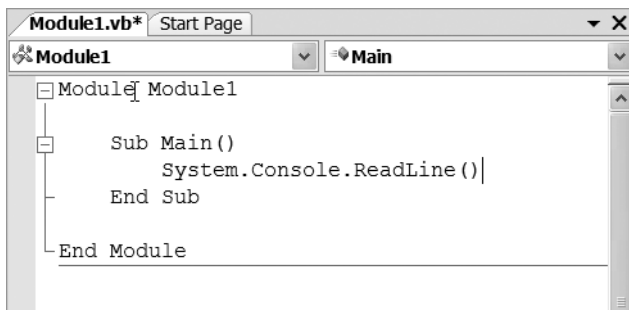 Module1.vb* Start Page
Module1 Main
Module Module1
Sub Main()
System.Console.ReadLine()
End Sub
End Module